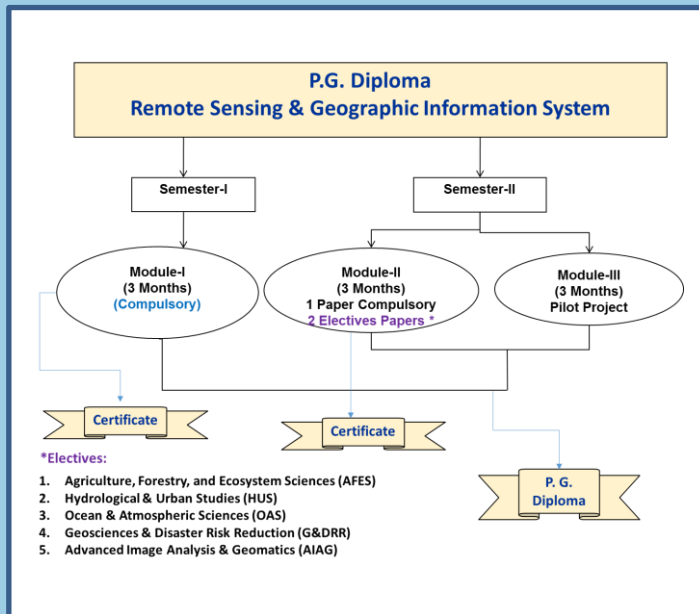 P.G. Diploma
Remote Sensing & Geographic Information System
Semester-I
Semester-II
Module-I
(3 Months)
(Compulsory)
Module-II
(3 Months)
1 Paper Compulsory
2 Electives Papers *
Module-III
(3 Months)
Pilot Project
Certificate
Certificate
P. G.
Diploma
*Electives:
1. Agriculture, Forestry, and Ecosystem Sciences (AFES)
2. Hydrological & Urban Studies (HUS)
3. Ocean & Atmospheric Sciences (OAS)
4. Geosciences & Disaster Risk Reduction (G&DRR)
5. Advanced Image Analysis & Geomatics (AIAG)